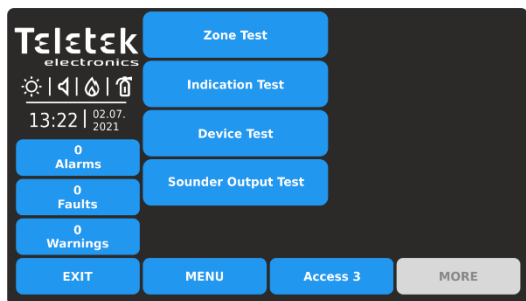 Teletek
electronics
13:22 | 02.07.
2021
0
Alarms
0
Faults
0
Warnings
Zone Test
Indication Test
Device Test
Sounder Output Test
EXIT
MENU
Access 3
MORE